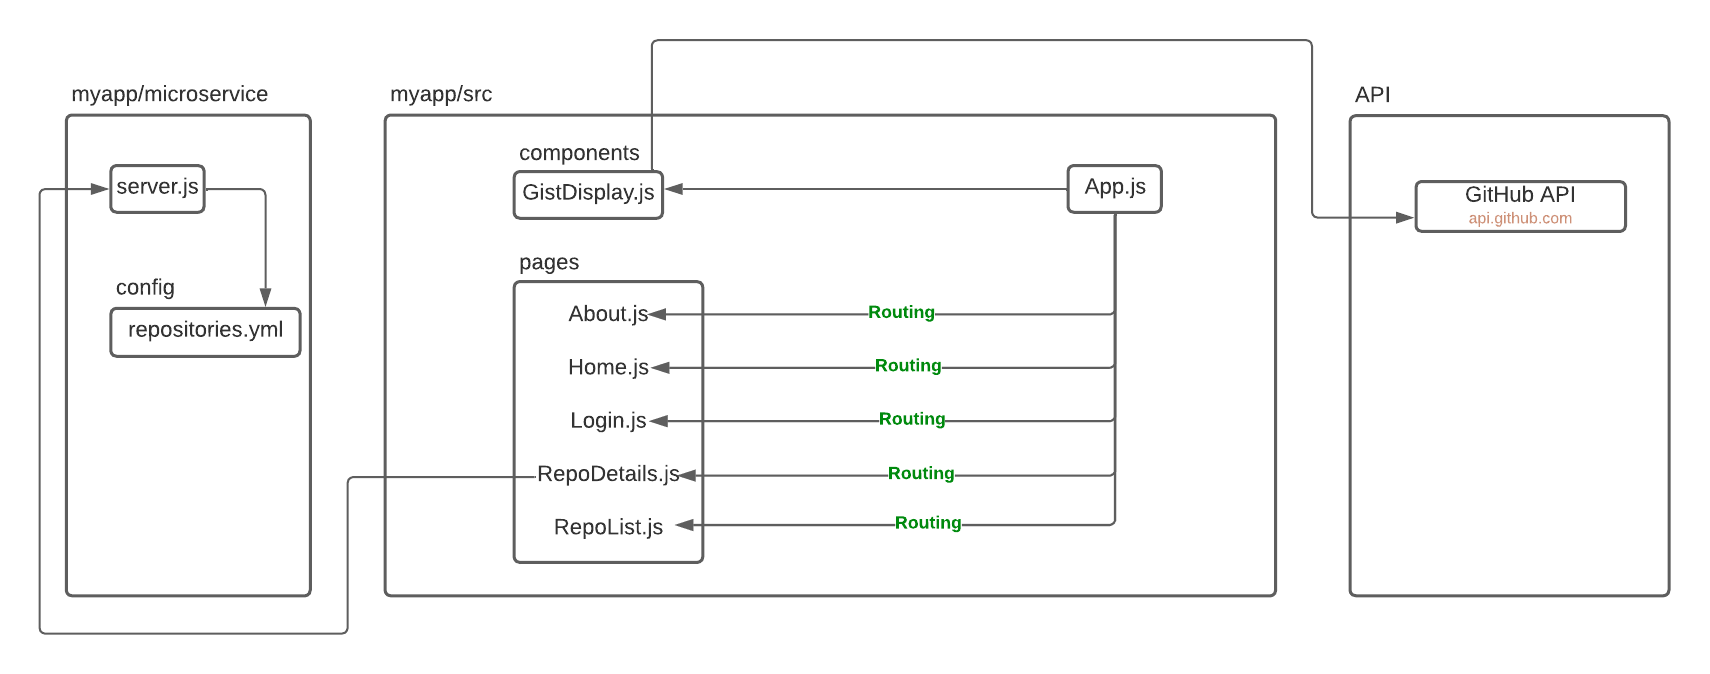 myapp/microservice
server.js
config
repositories.yml
myapp/src
components
GistDisplay.js
App.js
pages
About.js
Routing
Home.js
Routing
Login.js
Routing
RepoDetails.js
Routing
RepoList.js
Routing
API
GitHub API
api.github.com